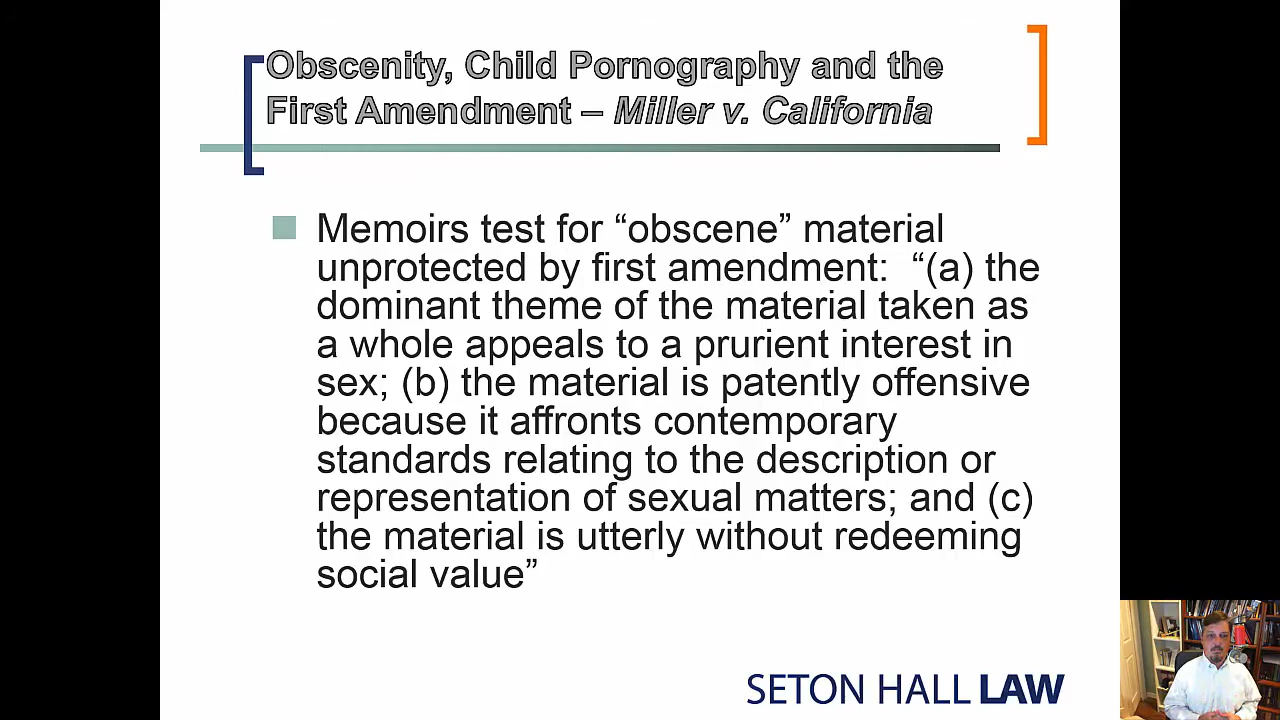 Obscenity, Child Pornography and the
First Amendment – Miller v. California
Memoirs test for “obscene” material
unprotected by first amendment: “(a) the
dominant theme of the material taken as
a whole appeals to a prurient interest in
sex; (b) the material is patently offensive
because it affronts contemporary
standards relating to the description or
representation of sexual matters; and (c)
the material is utterly without redeeming
social value”
SETON HALL LAW